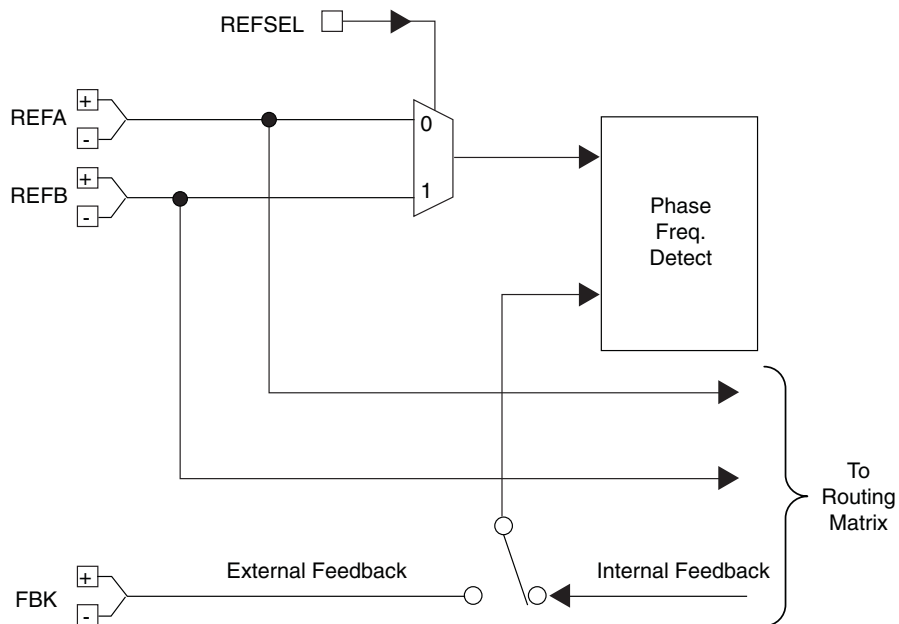 REFSEL
+
REFA
-
0
+
REFB
-
1
Phase
Freq.
Detect
To
Routing
Matrix
External Feedback
Internal Feedback
+
FBK
-